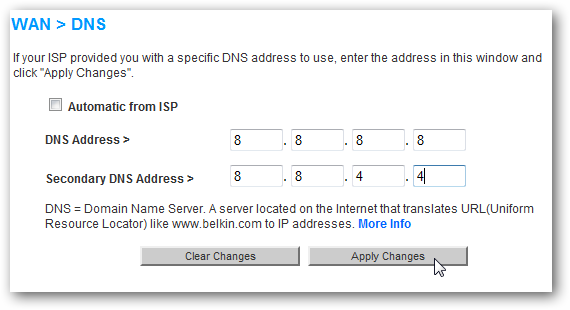 WAN > DNS
If your ISP provided you with a specific DNS address to use, enter the address in this window and
click "Apply Changes".
Automatic from ISP
DNS Address > 8 . 8 . 8 . 8
Secondary DNS Address > 8 . 8 . 4 . 4
DNS = Domain Name Server. A server located on the Internet that translates URL(Uniform
Resource Locator) like www.belkin.com to IP addresses. More Info
Clear Changes Apply Changes